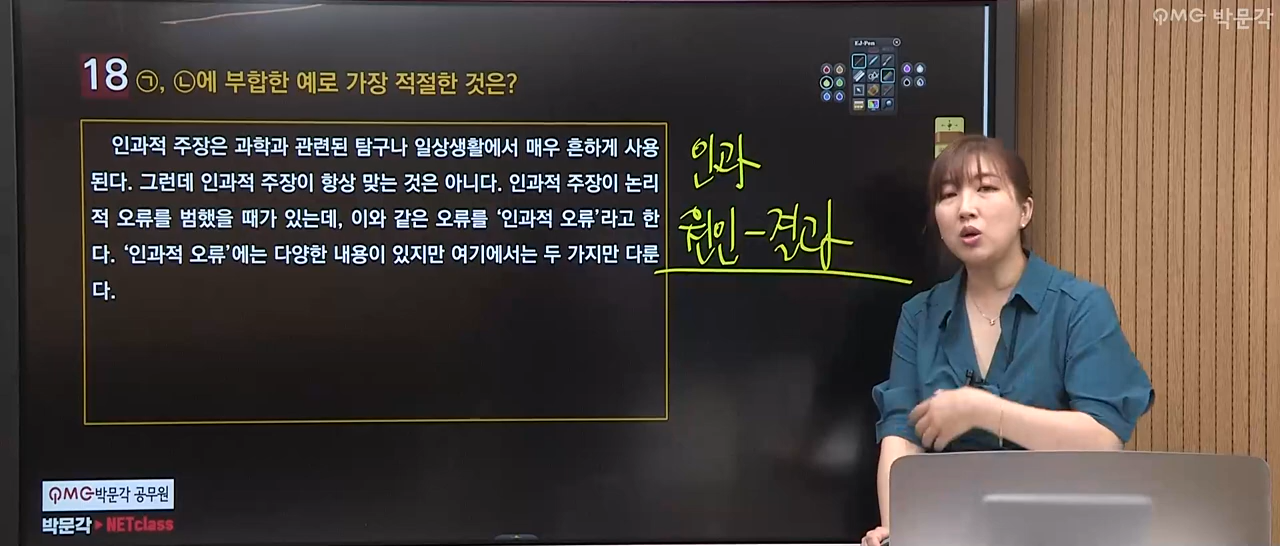 PMG 박문각
EJ-Pen
18 ㉠, ㉡에 부합한 예로 가장 적절한 것은?
인과적 주장은 과학과 관련된 탐구나 일상생활에서 매우 흔하게 사용
된다. 그런데 인과적 주장이 항상 맞는 것은 아니다. 인과적 주장이 논리
적 오류를 범했을 때가 있는데, 이와 같은 오류를 ‘인과적 오류’라고 한
다. ‘인과적 오류’에는 다양한 내용이 있지만 여기에서는 두 가지만 다룬
다.
인과
원인 - 결과
PMG 박문각 공무원
박문각 ▶ NETclass